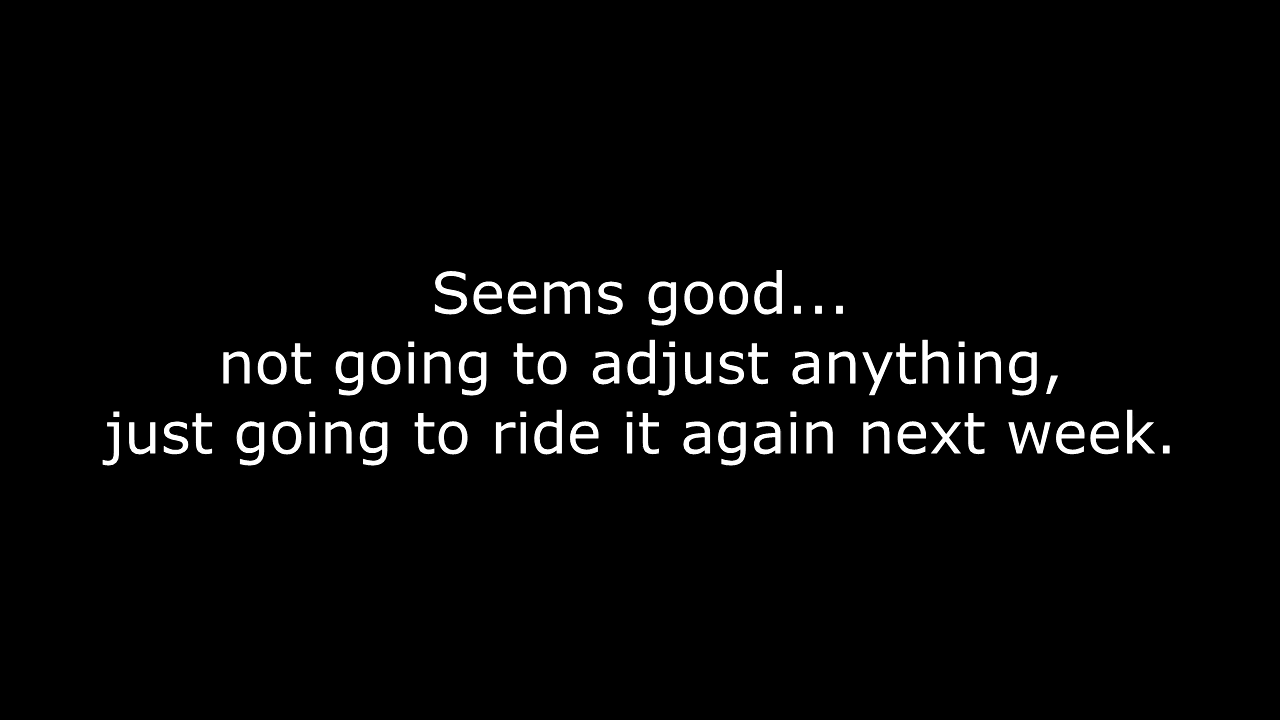 Seems good...
not going to adjust anything,
just going to ride it again next week.